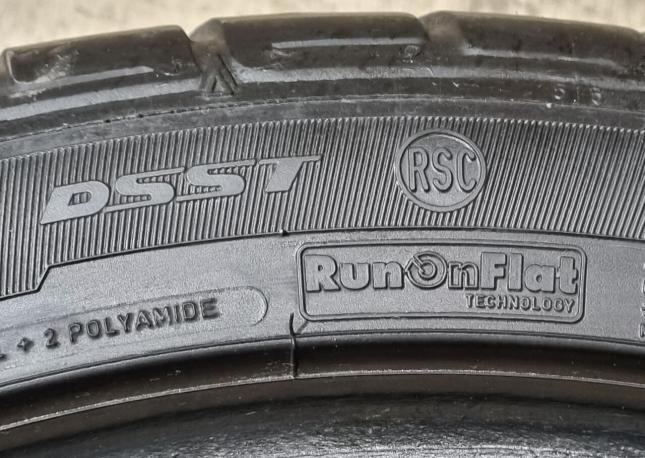 DSST
RSC
RunOnFlat
TECHNOLOGY
+ 2 POLYAMIDE